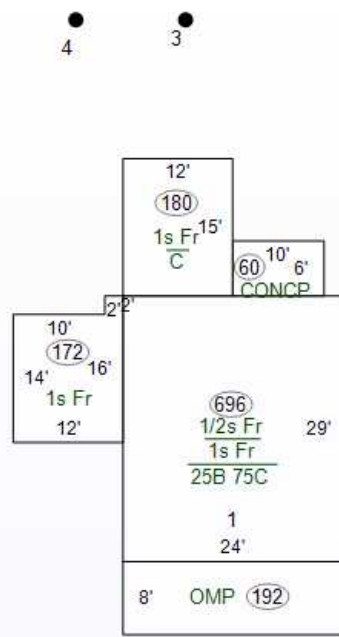 4
3
12'
180
15'
1s Fr
C
10'
60
6'
CONCP
2' 2'
10'
172
16'
14'
1s Fr
12'
696
1/2s Fr
29'
1s Fr
25B 75C
1
24'
8'
OMP
192